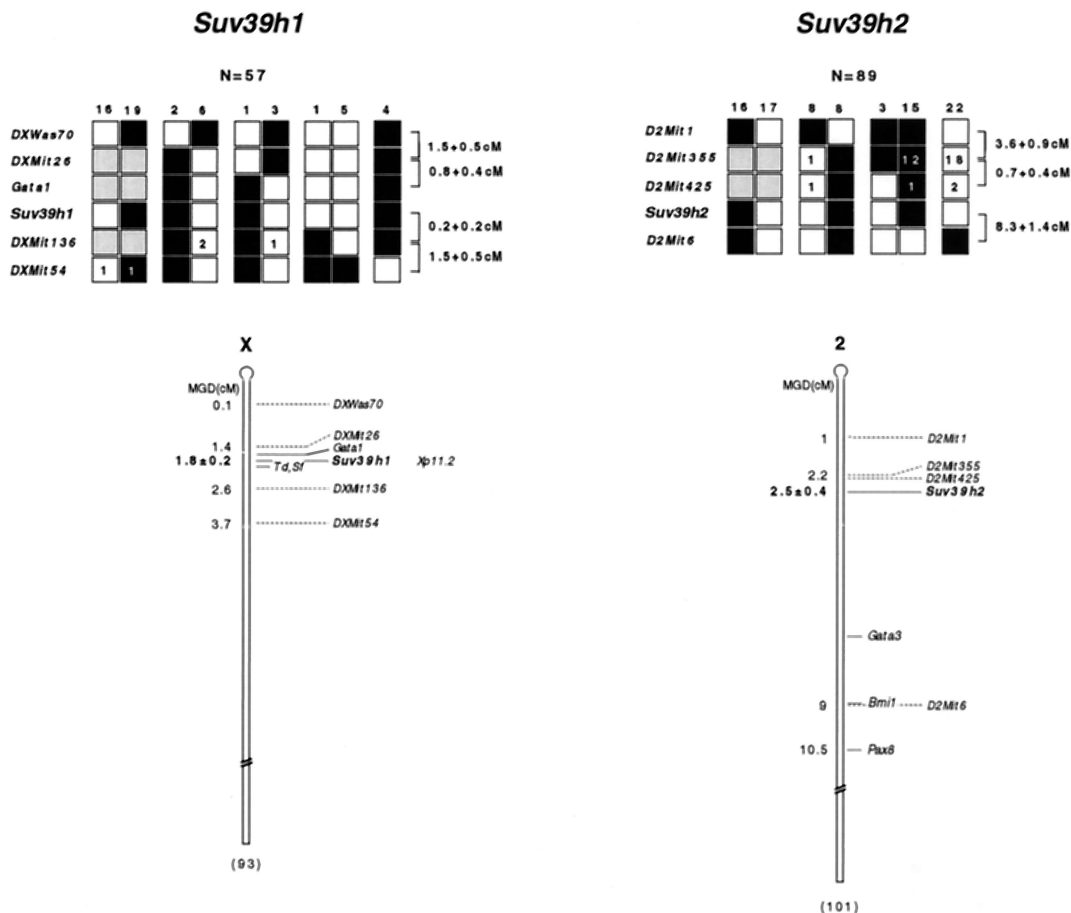 Suv39h1
N=57
16 19 2 6 1 3 1 5 4
DXWas70
1.5+0.5cM
DXMit26
0.8+0.4cM
Gata1
Suv39h1
0.2+0.2cM
DXMit136 2 1
1.5+0.5cM
DXMit54 1 1
X
MGD(cM)
0.1 DXWas70
DXMit26
1.4 Gata1
1.8±0.2 Suv39h1 Xp11.2
Td,Sf
2.6 DXMit136
3.7 DXMit54
(93)
Suv39h2
N=89
16 17 8 8 3 15 22
D2Mit1
3.6+0.9cM
D2Mit355 1 12 18
0.7+0.4cM
D2Mit425 1 1 2
Suv39h2
8.3+1.4cM
D2Mit6
2
MGD(cM)
1 D2Mit1
D2Mit355
2.2 D2Mit425
2.5±0.4 Suv39h2
Gata3
Bmi1
9 D2Mit6
10.5 Pax8
(101)